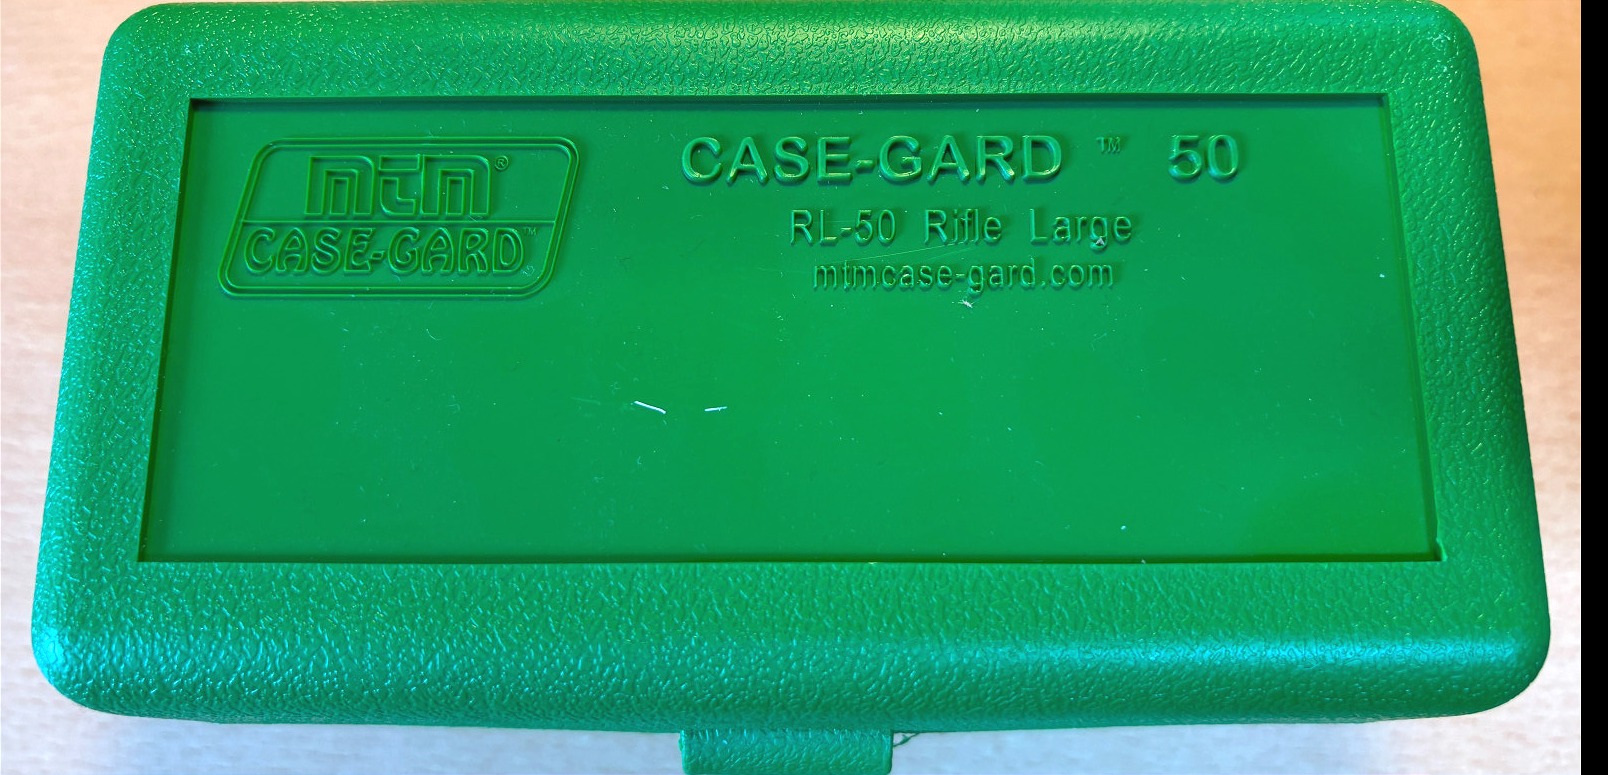 mtm®
CASE-GARD™
CASE-GARD ™ 50
RL-50 Rifle Large
mtmcase-gard.com